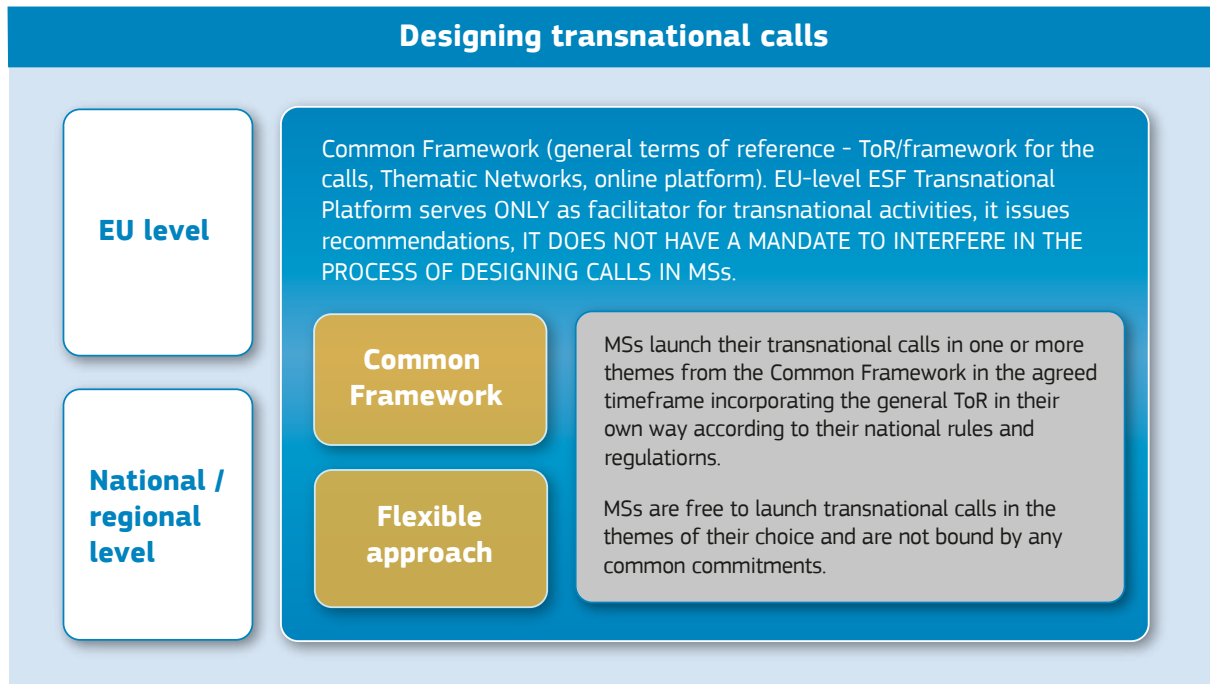 Designing transnational calls
EU level
Common Framework (general terms of reference - ToR/framework for the
calls, Thematic Networks, online platform). EU-level ESF Transnational
Platform serves ONLY as facilitator for transnational activities, it issues
recommendations, IT DOES NOT HAVE A MANDATE TO INTERFERE IN THE
PROCESS OF DESIGNING CALLS IN MSs.
National /
regional
level
Common
Framework
MSs launch their transnational calls in one or more
themes from the Common Framework in the agreed
timeframe incorporating the general ToR in their
own way according to their national rules and
regulatiorns.
Flexible
approach
MSs are free to launch transnational calls in the
themes of their choice and are not bound by any
common commitments.